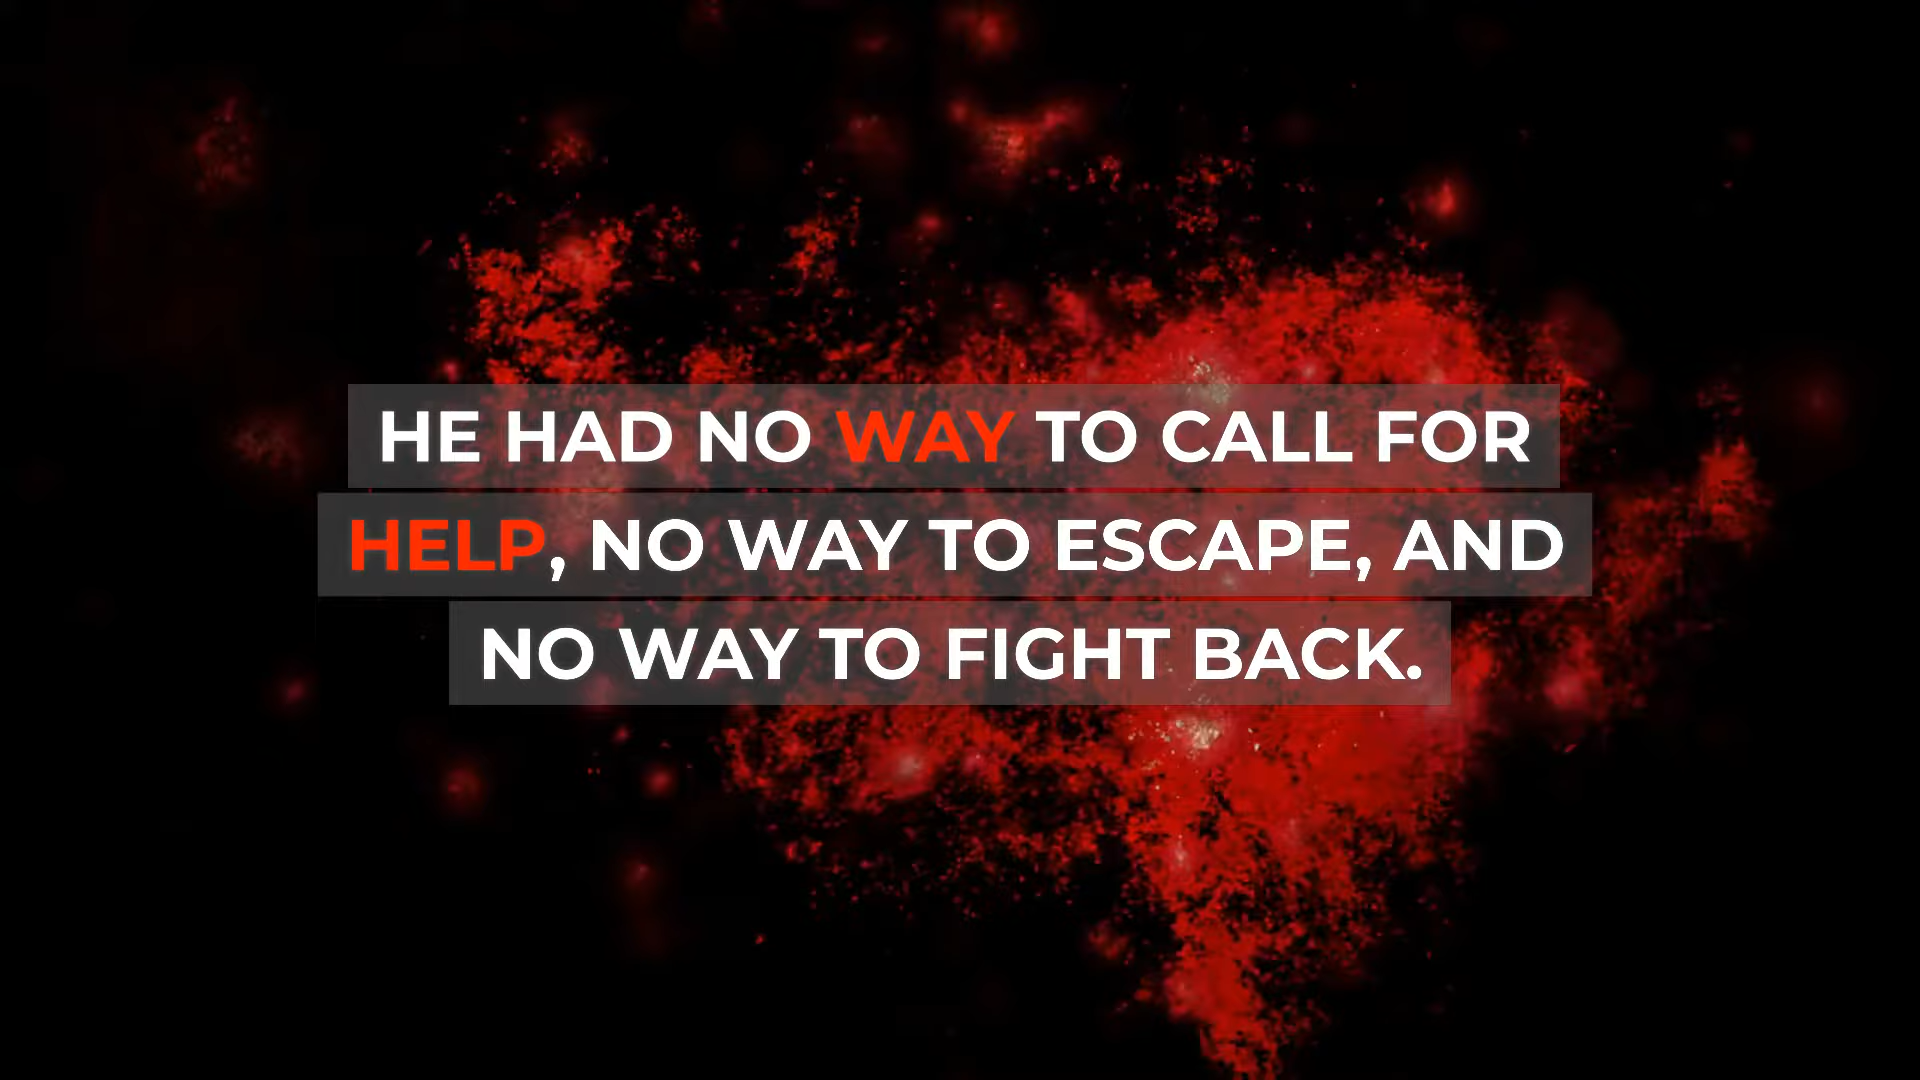 HE HAD NO WAY TO CALL FOR
HELP, NO WAY TO ESCAPE, AND
NO WAY TO FIGHT BACK.